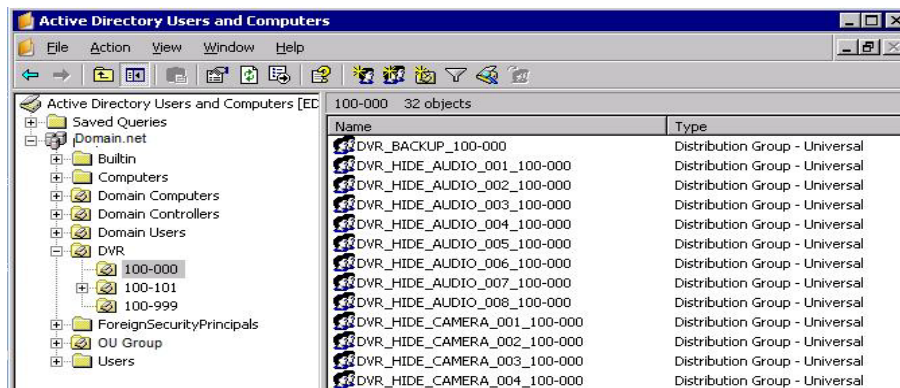 Active Directory Users and Computers
File Action View Window Help
Active Directory Users and Computers [ED
Saved Queries
Domain.net
Builtin
Computers
Domain Computers
Domain Controllers
Domain Users
DVR
100-000
100-101
100-999
ForeignSecurityPrincipals
OU Group
Users
100-000 32 objects
Name Type
DVR_BACKUP_100-000 Distribution Group - Universal
DVR_HIDE_AUDIO_001_100-000 Distribution Group - Universal
DVR_HIDE_AUDIO_002_100-000 Distribution Group - Universal
DVR_HIDE_AUDIO_003_100-000 Distribution Group - Universal
DVR_HIDE_AUDIO_004_100-000 Distribution Group - Universal
DVR_HIDE_AUDIO_005_100-000 Distribution Group - Universal
DVR_HIDE_AUDIO_006_100-000 Distribution Group - Universal
DVR_HIDE_AUDIO_007_100-000 Distribution Group - Universal
DVR_HIDE_AUDIO_008_100-000 Distribution Group - Universal
DVR_HIDE_CAMERA_001_100-000 Distribution Group - Universal
DVR_HIDE_CAMERA_002_100-000 Distribution Group - Universal
DVR_HIDE_CAMERA_003_100-000 Distribution Group - Universal
DVR_HIDE_CAMERA_004_100-000 Distribution Group - Universal